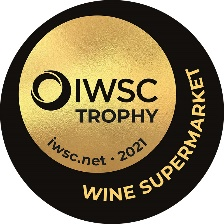 IWSC
TROPHY
iwsc.net • 2021
WINE SUPERMARKET